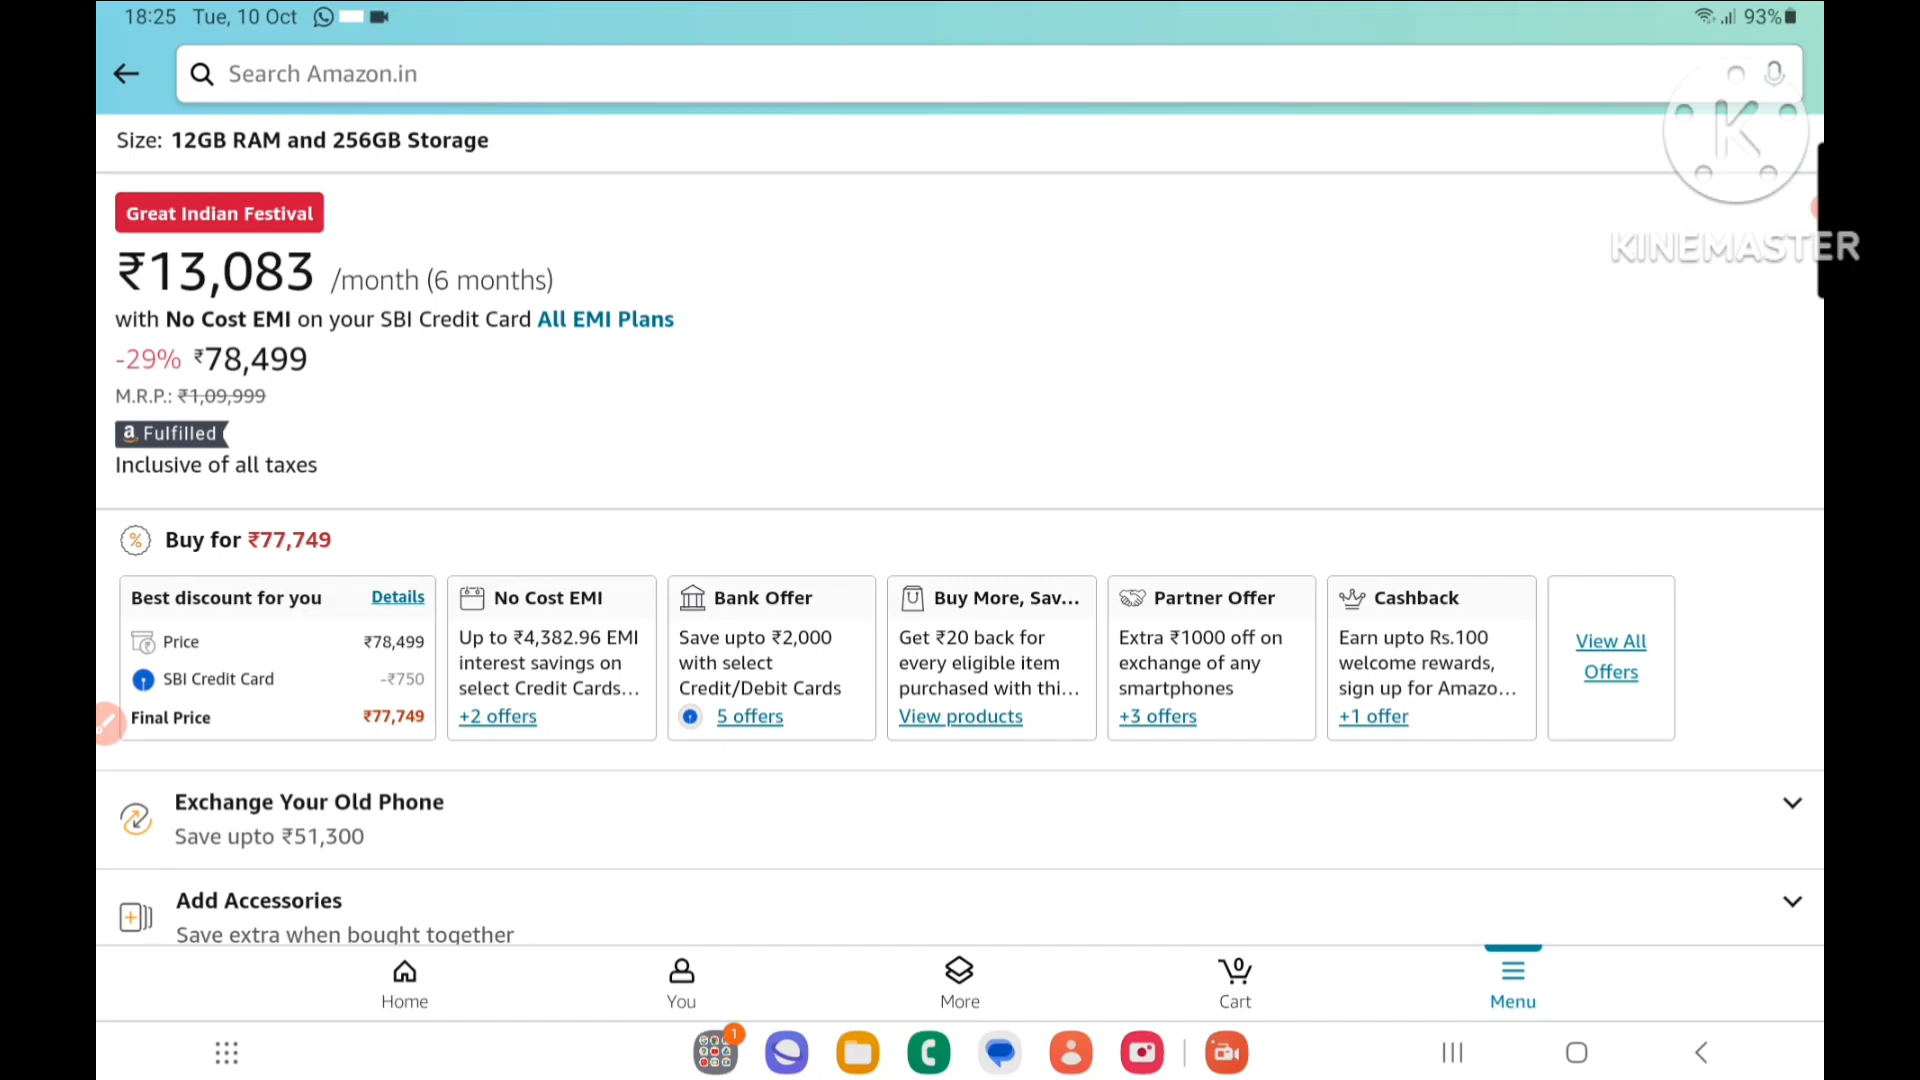 18:25 Tue, 10 Oct
93%
Search Amazon.in
KINEMASTER
Size: 12GB RAM and 256GB Storage
Great Indian Festival
₹13,083 /month (6 months)
with No Cost EMI on your SBI Credit Card All EMI Plans
-29% ₹78,499
M.R.P.: ₹1,09,999
a Fulfilled
Inclusive of all taxes
Buy for ₹77,749
Best discount for you Details
Price ₹78,499
SBI Credit Card -₹750
Final Price ₹77,749
No Cost EMI
Up to ₹4,382.96 EMI
interest savings on
select Credit Cards...
+2 offers
Bank Offer
Save upto ₹2,000
with select
Credit/Debit Cards
5 offers
Buy More, Sav...
Get ₹20 back for
every eligible item
purchased with thi...
View products
Partner Offer
Extra ₹1000 off on
exchange of any
smartphones
+3 offers
Cashback
Earn upto Rs.100
welcome rewards,
sign up for Amazo...
+1 offer
View All
Offers
Exchange Your Old Phone
Save upto ₹51,300
Add Accessories
Save extra when bought together
Home
You
More
0
Cart
Menu
1